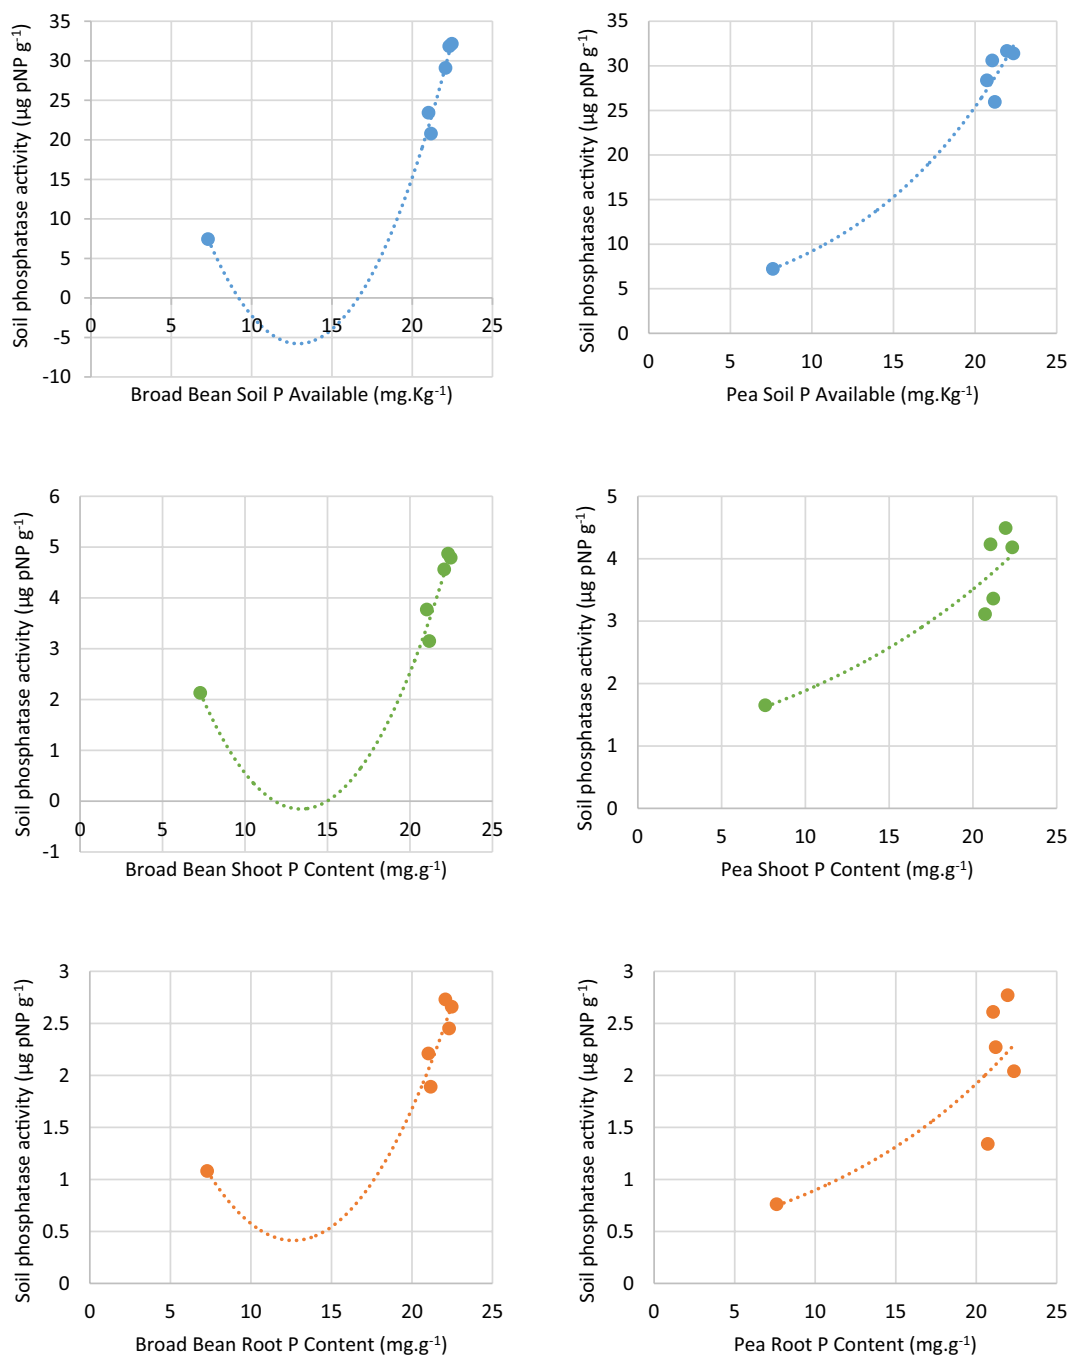 Soil phosphatase activity (µg pNP g-1)
35
30
25
20
15
10
5
0
-5
-10
0 5 10 15 20 25
Broad Bean Soil P Available (mg.Kg-1)
Soil phosphatase activity (µg pNP g-1)
35
30
25
20
15
10
5
0
0 5 10 15 20 25
Pea Soil P Available (mg.Kg-1)
Soil phosphatase activity (µg pNP g-1)
6
5
4
3
2
1
0
-1
0 5 10 15 20 25
Broad Bean Shoot P Content (mg.g-1)
Soil phosphatase activity (µg pNP g-1)
5
4
3
2
1
0
0 5 10 15 20 25
Pea Shoot P Content (mg.g-1)
Soil phosphatase activity (µg pNP g-1)
3
2.5
2
1.5
1
0.5
0
0 5 10 15 20 25
Broad Bean Root P Content (mg.g-1)
Soil phosphatase activity (µg pNP g-1)
3
2.5
2
1.5
1
0.5
0
0 5 10 15 20 25
Pea Root P Content (mg.g-1)